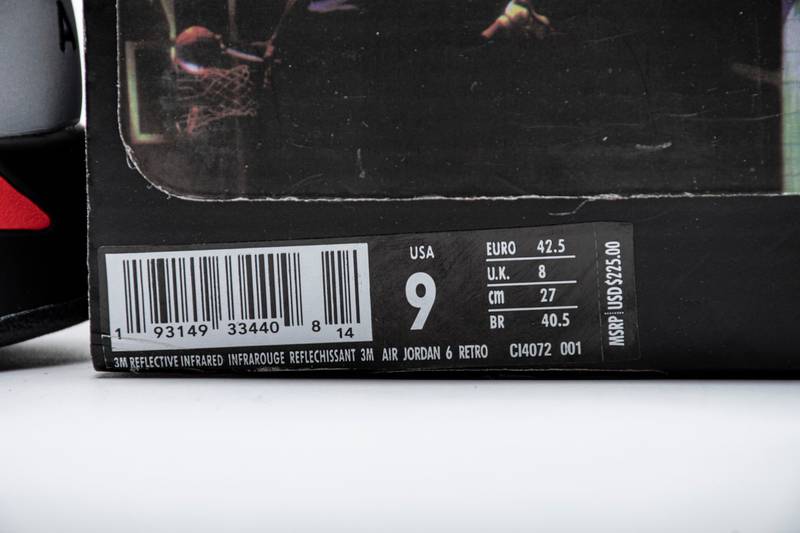 A
USA
9
EURO 42.5
U.K. 8
cm 27
BR 40.5
MSRP USD $225.00
1 93149 33440 8 14
3M REFLECTIVE INFRARED INFRAROUGE REFLECHISSANT 3M AIR JORDAN 6 RETRO CI4072 001